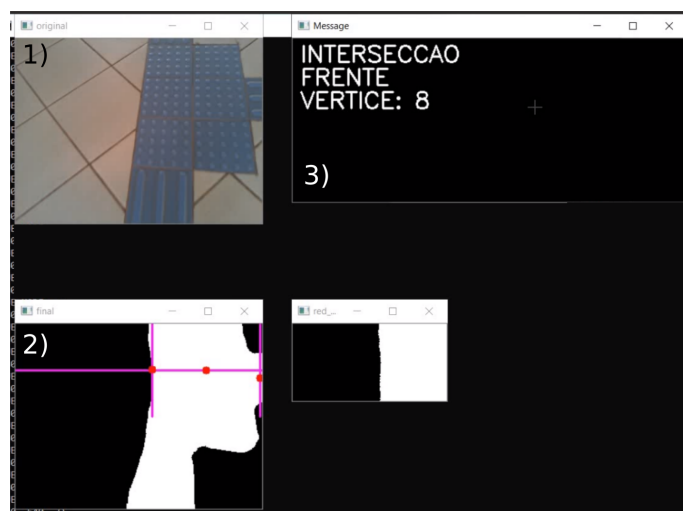 original
1)
Message
INTERSECCAO
FRENTE
VERTICE: 8
3)
final
2)
red_...